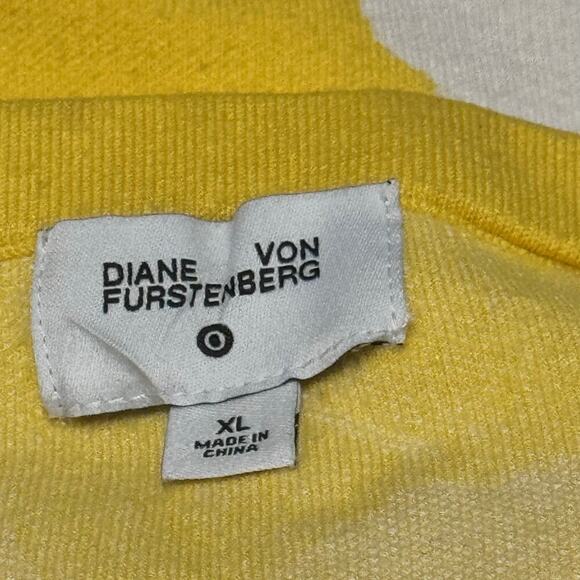 DIANE VON
FURSTENBERG
XL
MADE IN
CHINA